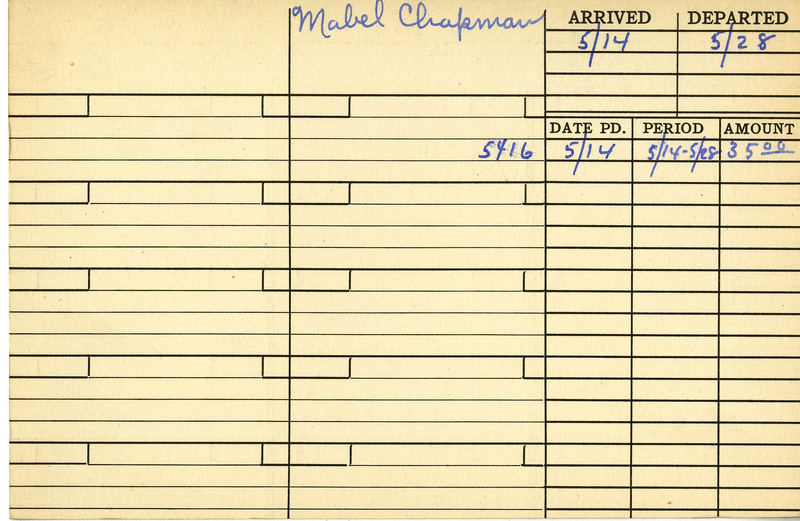 Mabel Chapman
ARRIVED DEPARTED
5/14 5/28
DATE PD. PERIOD AMOUNT
5416 5/14 5/14-5/28 35 00